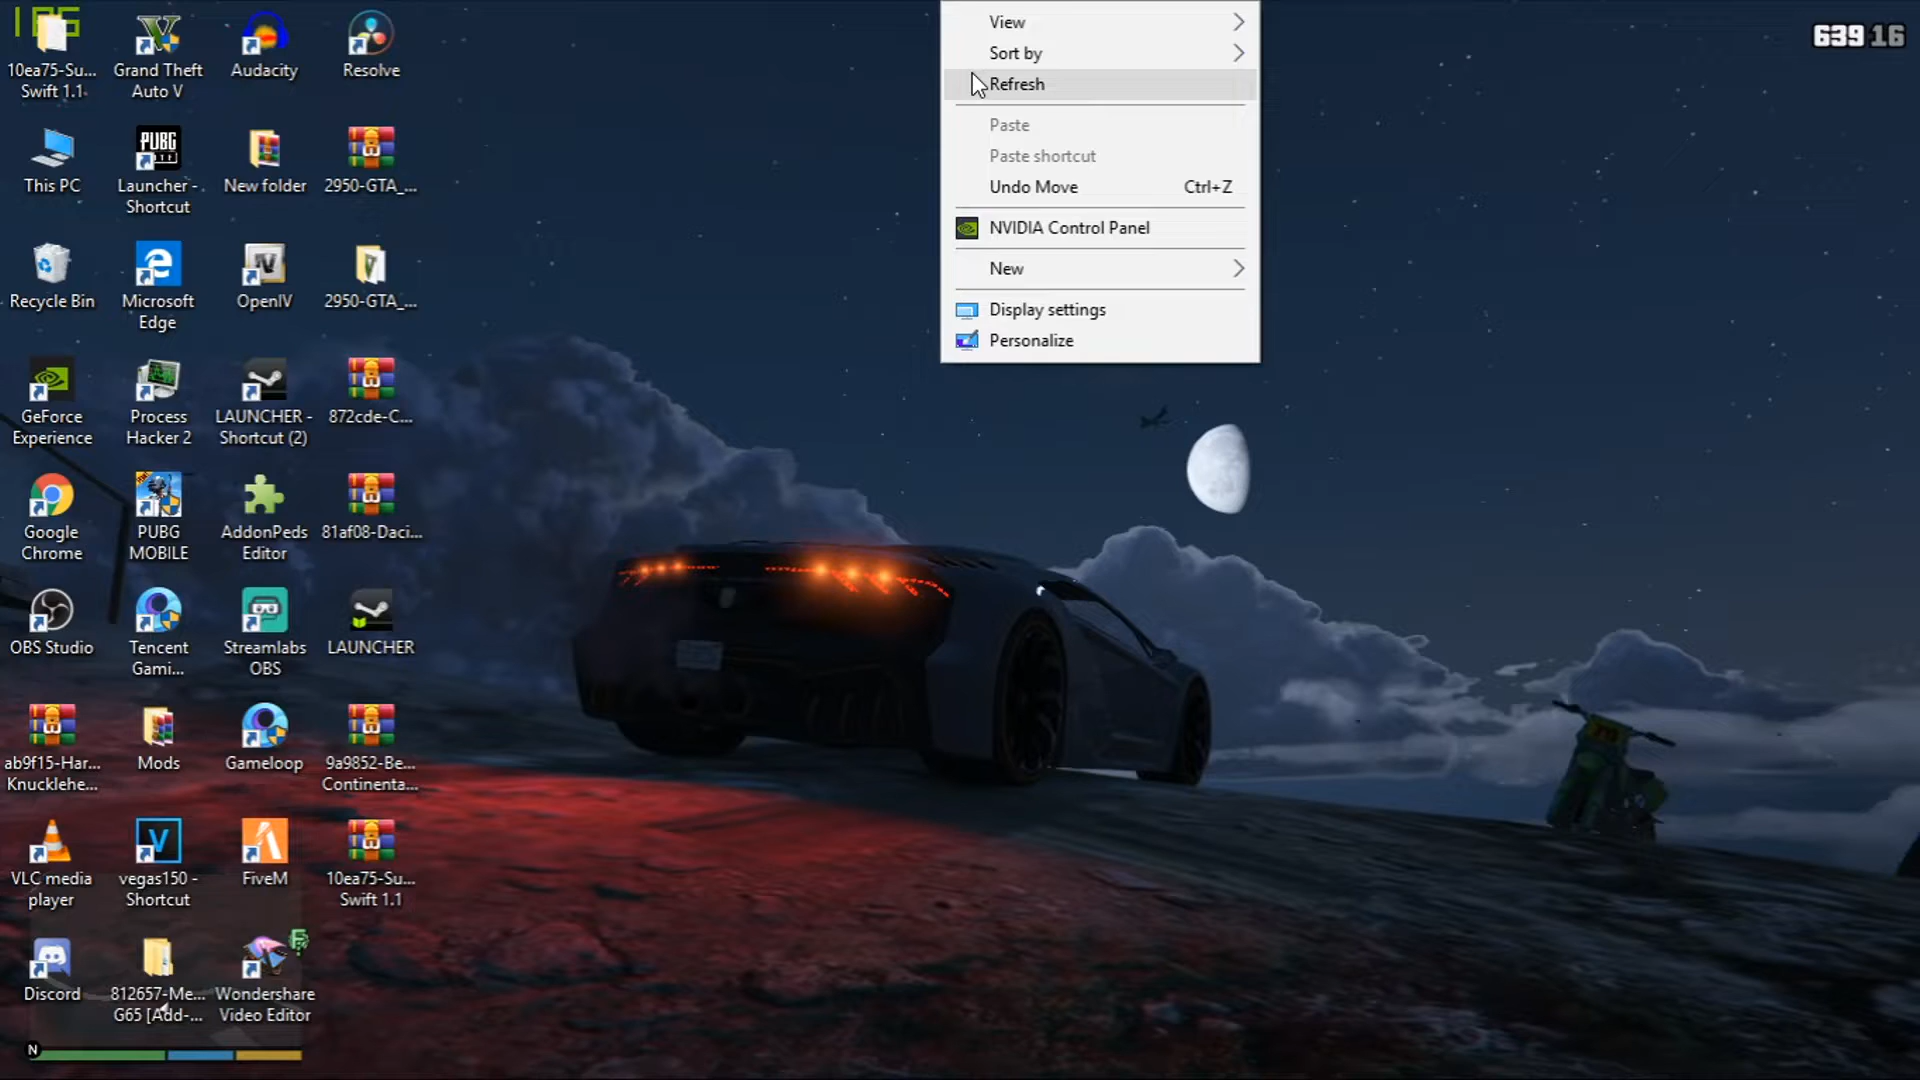 10ea75-Su...
Swift 1.1
Grand Theft
Auto V
Audacity
Resolve
This PC
PUBG
Launcher -
Shortcut
New folder
2950-GTA_...
Recycle Bin
Microsoft
Edge
OpenIV
2950-GTA_...
GeForce
Experience
Process
Hacker 2
LAUNCHER -
Shortcut (2)
872cde-C...
Google
Chrome
PUBG
MOBILE
AddonPeds
Editor
81af08-Daci...
OBS Studio
Tencent
Gami...
Streamlabs
OBS
LAUNCHER
ab9f15-Har...
Knucklehe...
Mods
Gameloop
9a9852-Be...
Continenta...
VLC media
player
vegas150 -
Shortcut
FiveM
10ea75-Su...
Swift 1.1
Discord
812657-Me...
G65 [Add-...
Wondershare
Video Editor
N
View
Sort by
Refresh
Paste
Paste shortcut
Undo Move Ctrl+Z
NVIDIA Control Panel
New
Display settings
Personalize
639 16